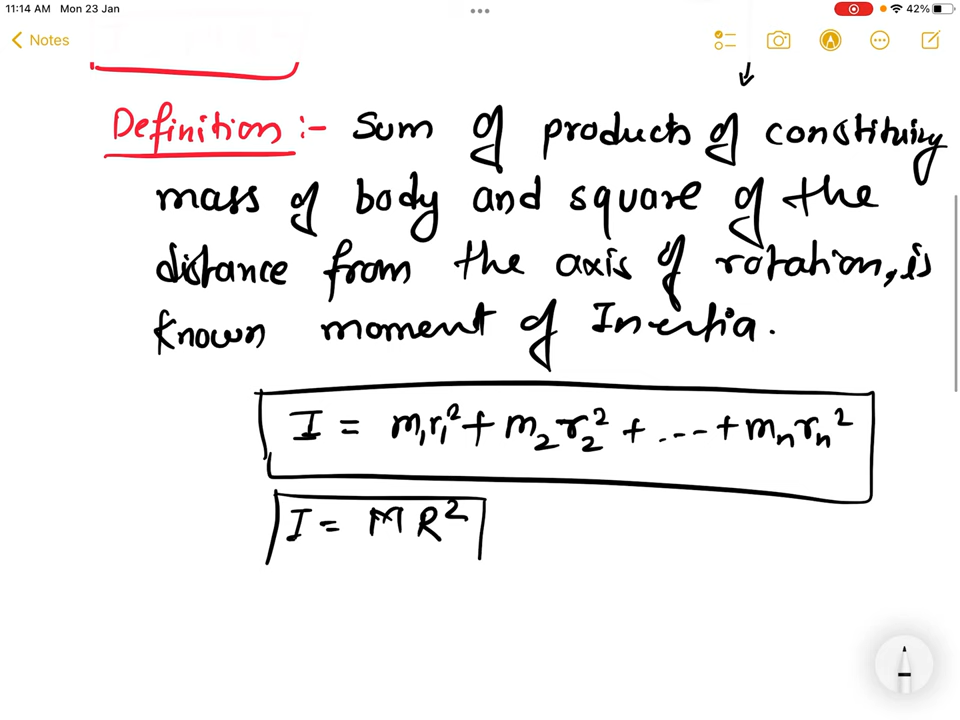 11:14 AM Mon 23 Jan
42%
Notes
Definition :- Sum of products of constituing
mass of body and square of the
distance from the axis of rotation, is
known moment of Inertia.
I = m₁r₁² + m₂r₂² + .... + mₙrₙ²
I = MR²